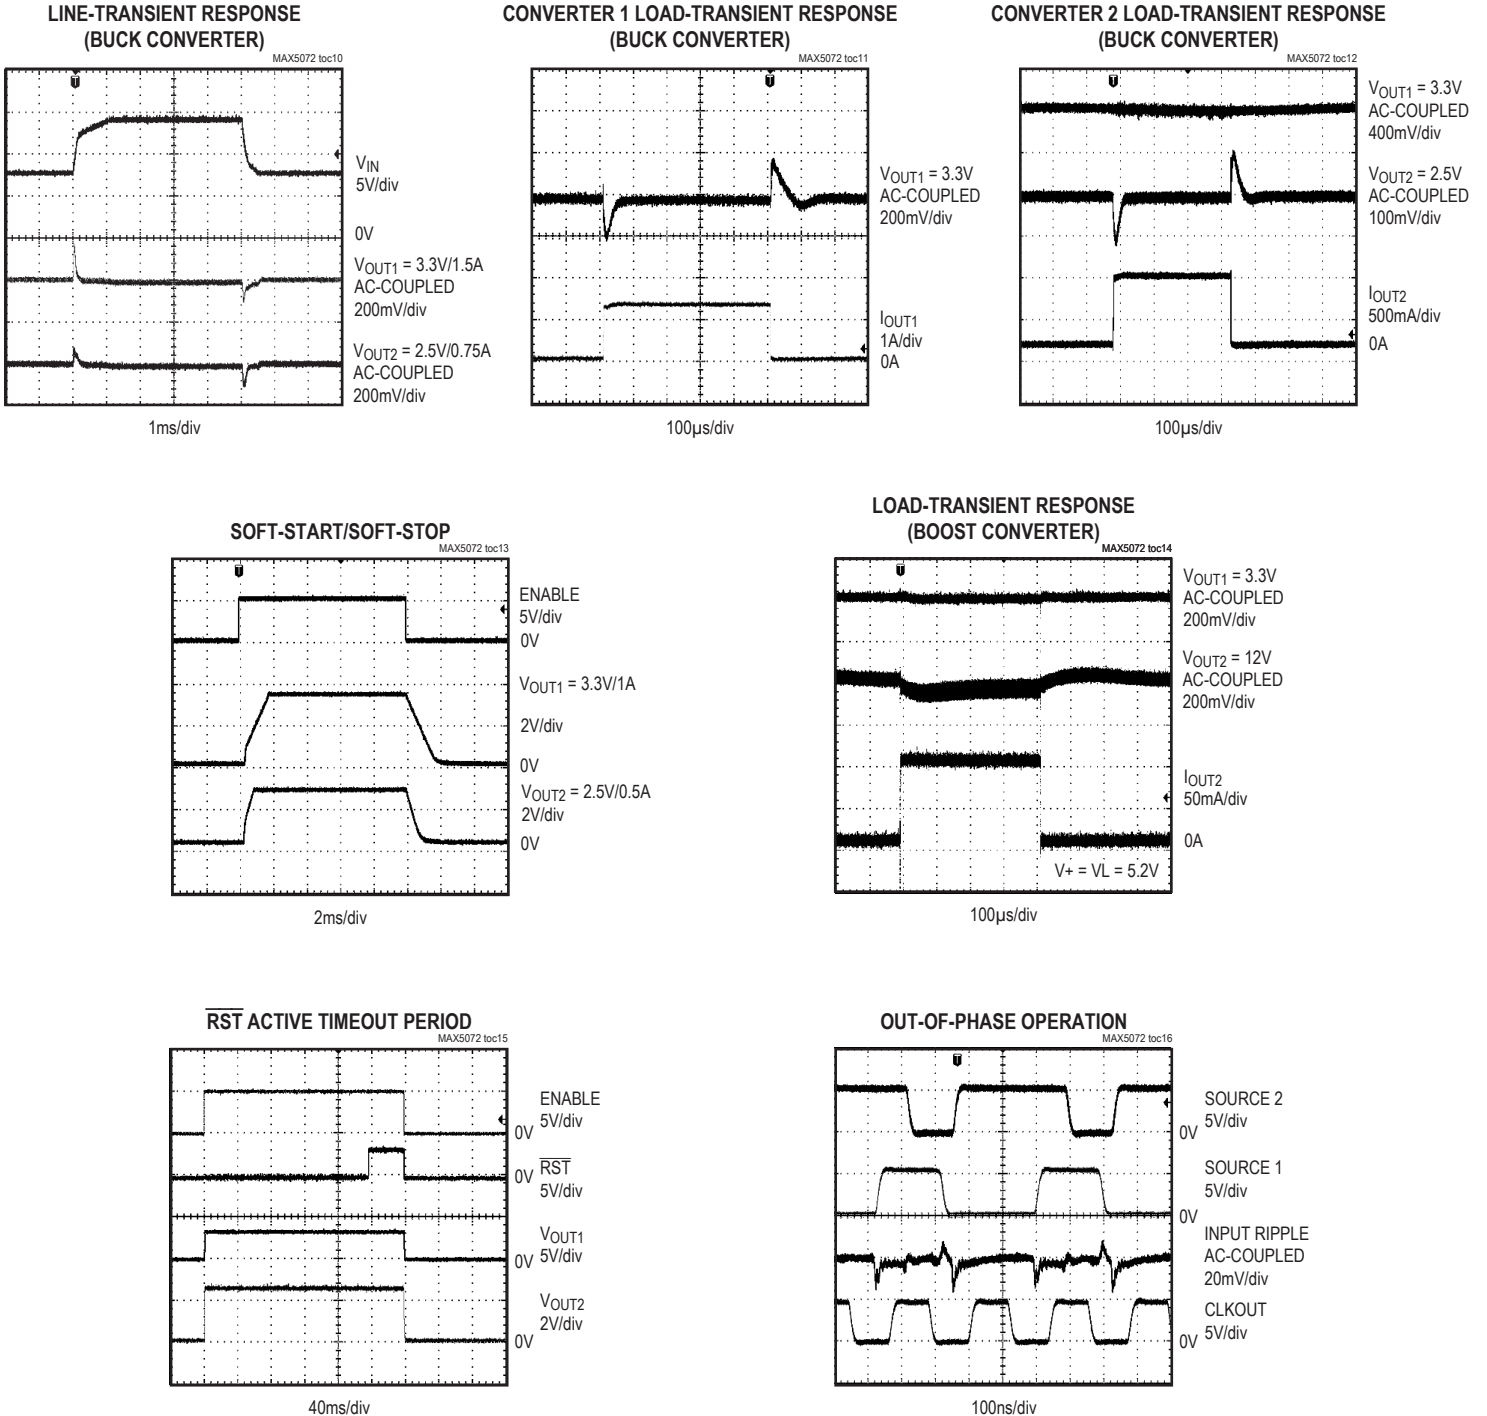 LINE-TRANSIENT RESPONSE
(BUCK CONVERTER)
MAX5072 toc10
T
VIN
5V/div
0V
VOUT1 = 3.3V/1.5A
AC-COUPLED
200mV/div
VOUT2 = 2.5V/0.75A
AC-COUPLED
200mV/div
1ms/div
CONVERTER 1 LOAD-TRANSIENT RESPONSE
(BUCK CONVERTER)
MAX5072 toc11
T
VOUT1 = 3.3V
AC-COUPLED
200mV/div
IOUT1
1A/div
0A
100µs/div
CONVERTER 2 LOAD-TRANSIENT RESPONSE
(BUCK CONVERTER)
MAX5072 toc12
T
VOUT1 = 3.3V
AC-COUPLED
400mV/div
VOUT2 = 2.5V
AC-COUPLED
100mV/div
IOUT2
500mA/div
0A
100µs/div
SOFT-START/SOFT-STOP
MAX5072 toc13
T
ENABLE
5V/div
0V
VOUT1 = 3.3V/1A
2V/div
0V
VOUT2 = 2.5V/0.5A
2V/div
0V
2ms/div
LOAD-TRANSIENT RESPONSE
(BOOST CONVERTER)
MAX5072 toc14
T
VOUT1 = 3.3V
AC-COUPLED
200mV/div
VOUT2 = 12V
AC-COUPLED
200mV/div
IOUT2
50mA/div
0A
V+ = VL = 5.2V
100µs/div
R̅S̅T̅ ACTIVE TIMEOUT PERIOD
MAX5072 toc15
ENABLE
5V/div
0V
R̅S̅T̅
0V
5V/div
VOUT1
5V/div
0V
VOUT2
2V/div
0V
40ms/div
OUT-OF-PHASE OPERATION
MAX5072 toc16
T
SOURCE 2
5V/div
0V
SOURCE 1
5V/div
0V
INPUT RIPPLE
AC-COUPLED
20mV/div
CLKOUT
5V/div
0V
100ns/div